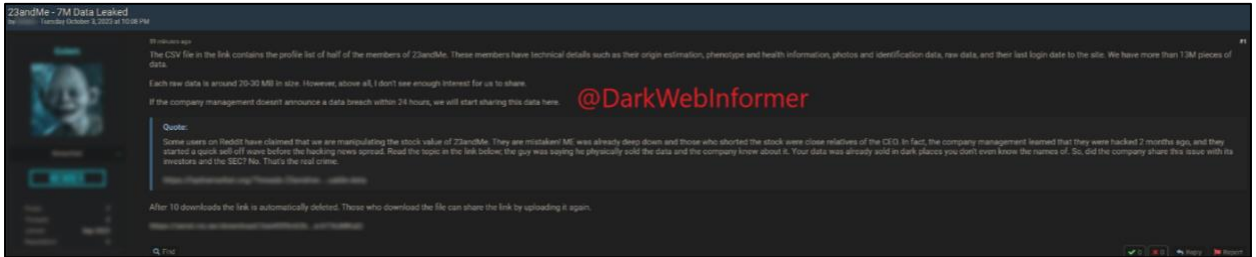 23andMe - 7M Data Leaked
by Tuesday October 3, 2023 at 10:08 PM
minutes ago
#1
The CSV file in the link contains the profile list of half of the members of 23andMe. These members have technical details such as their origin estimation, phenotype and health information, photos and identification data, raw data, and their last login date to the site. We have more than 13M pieces of
data.
Each raw data is around 20-30 MB in size. However, above all, I don't see enough interest for us to share.
If the company management doesn't announce a data breach within 24 hours, we will start sharing this data here.
@DarkWebInformer
Quote:
Some users on Reddit have claimed that we are manipulating the stock value of 23andMe. They are mistaken! ME was already deep down and those who shorted the stock were close relatives of the CEO. In fact, the company management learned that they were hacked 2 months ago, and they
started a quick sell-off wave before the hacking news spread. Read the topic in the link below; the guy was saying he physically sold the data and the company know about it. Your data was already sold in dark places you don't even know the names of. So, did the company share this issue with its
investors and the SEC? No. That's the real crime.
After 10 downloads the link is automatically deleted. Those who download the file can share the link by uploading it again.
Find
0
0
Reply
Report